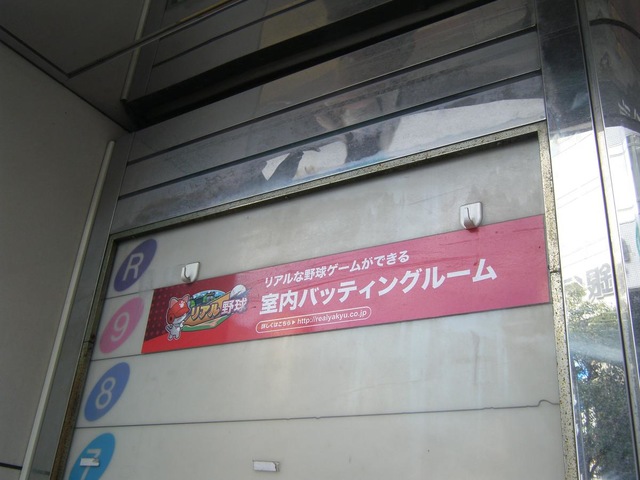 R
9
リアル野球
リアルな野球ゲームができる
室内バッティングルーム
詳しくはこちら▶ http://realyakyu.co.jp
8
7